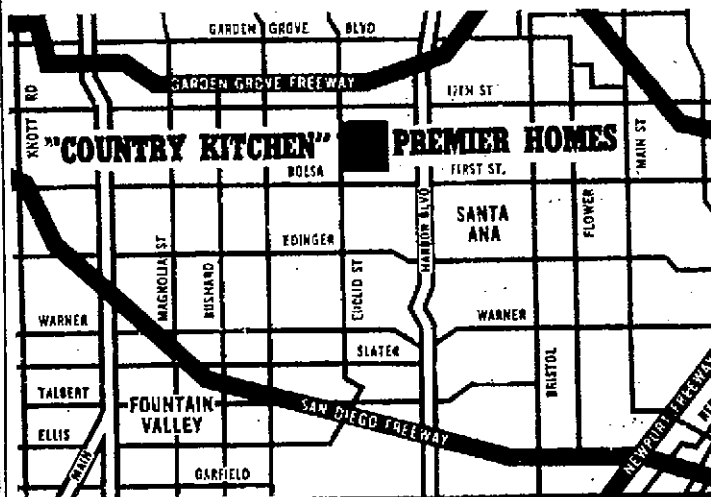 GARDEN GROVE BLVD
GARDEN GROVE FREEWAY
KNOTT RD
17TH ST
"COUNTRY KITCHEN" PREMIER HOMES
MAIN ST
BOLSA
FIRST ST.
HARBOR BLVD
SANTA
ANA
FLOWER
EDINGER
MAGNOLIA ST
BUSHARD
EUCLID ST
WARNER
WARNER
SLATER
BRISTOL
TALBERT
FOUNTAIN
VALLEY
SAN DIEGO FREEWAY
NEWPORT FREEWAY
ELLIS
MAIN
GARFIELD